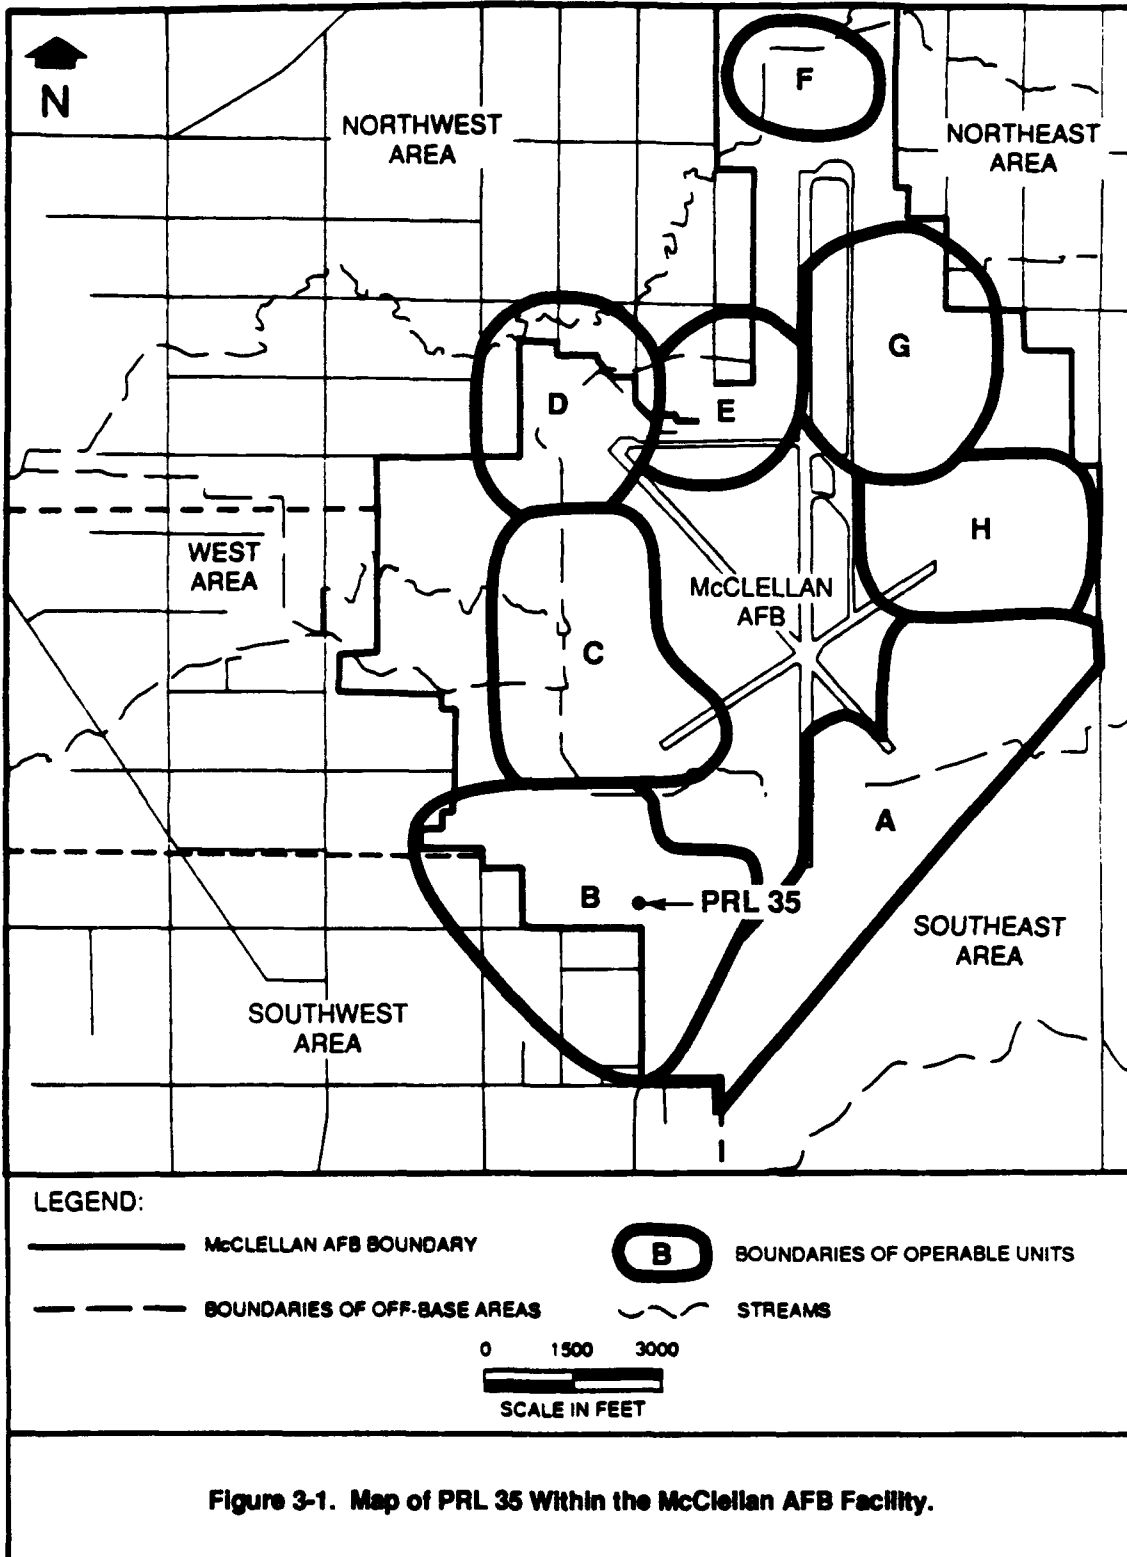 N
NORTHWEST
AREA
F
NORTHEAST
AREA
G
D
E
H
WEST
AREA
McCLELLAN
AFB
C
A
B
PRL 35
SOUTHEAST
AREA
SOUTHWEST
AREA
LEGEND:
McCLELLAN AFB BOUNDARY
B
BOUNDARIES OF OPERABLE UNITS
BOUNDARIES OF OFF-BASE AREAS
STREAMS
0 1500 3000
SCALE IN FEET
Figure 3-1. Map of PRL 35 Within the McClellan AFB Facility.